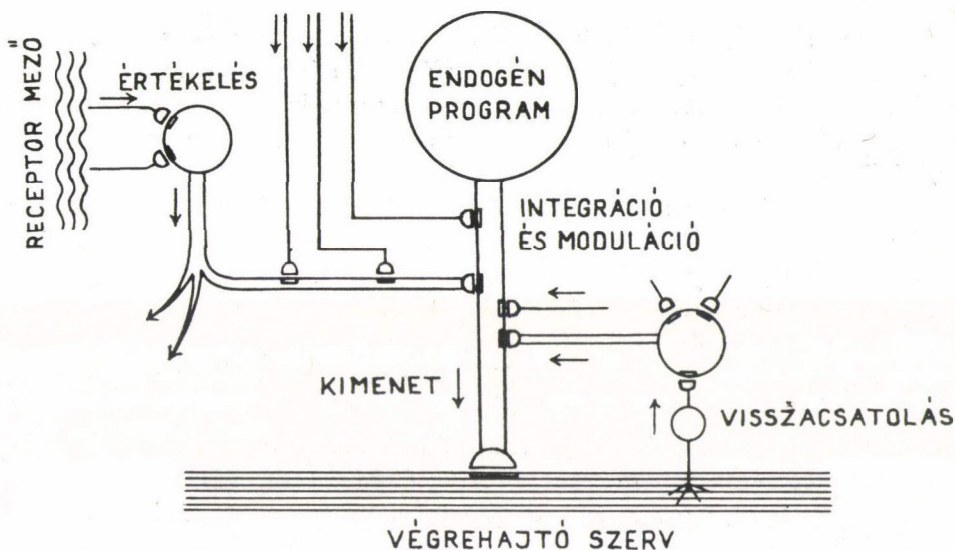 RECEPTOR MEZŐ
ÉRTÉKELÉS
ENDOGÉN
PROGRAM
INTEGRÁCIÓ
ÉS MODULÁCIÓ
KIMENET
VISSZACSATOLÁS
VÉGREHAJTÓ SZERV